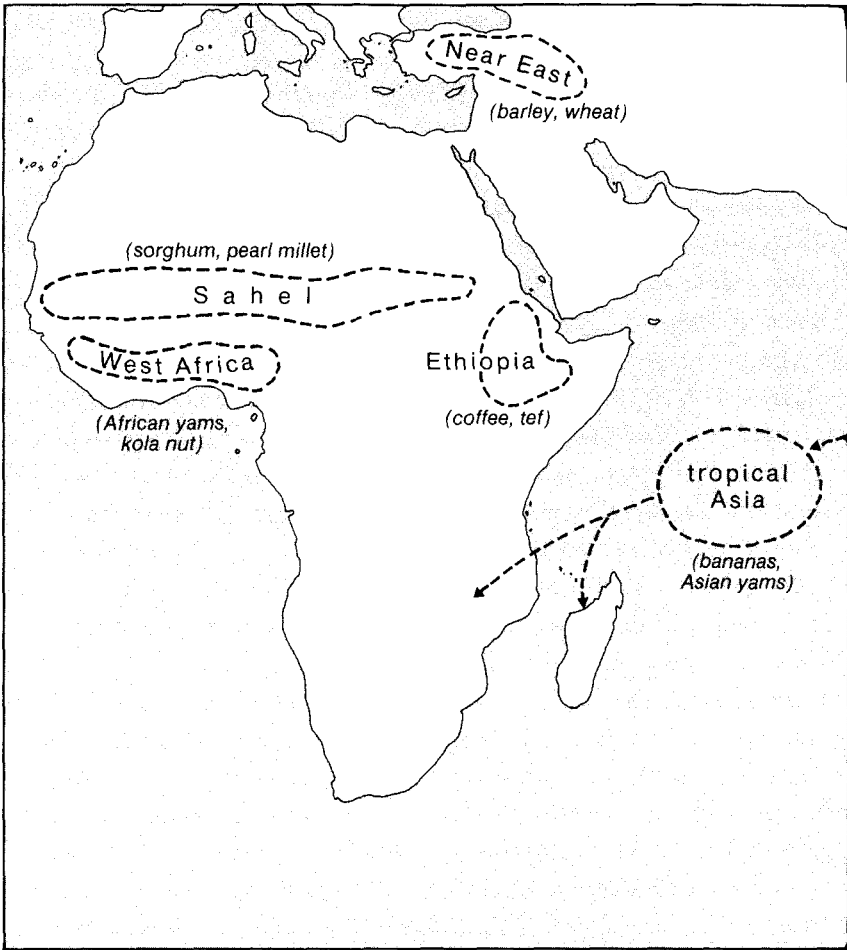 Near East
(barley, wheat)
(sorghum, pearl millet)
Sahel
West Africa
(African yams,
kola nut)
Ethiopia
(coffee, tef)
tropical
Asia
(bananas,
Asian yams)